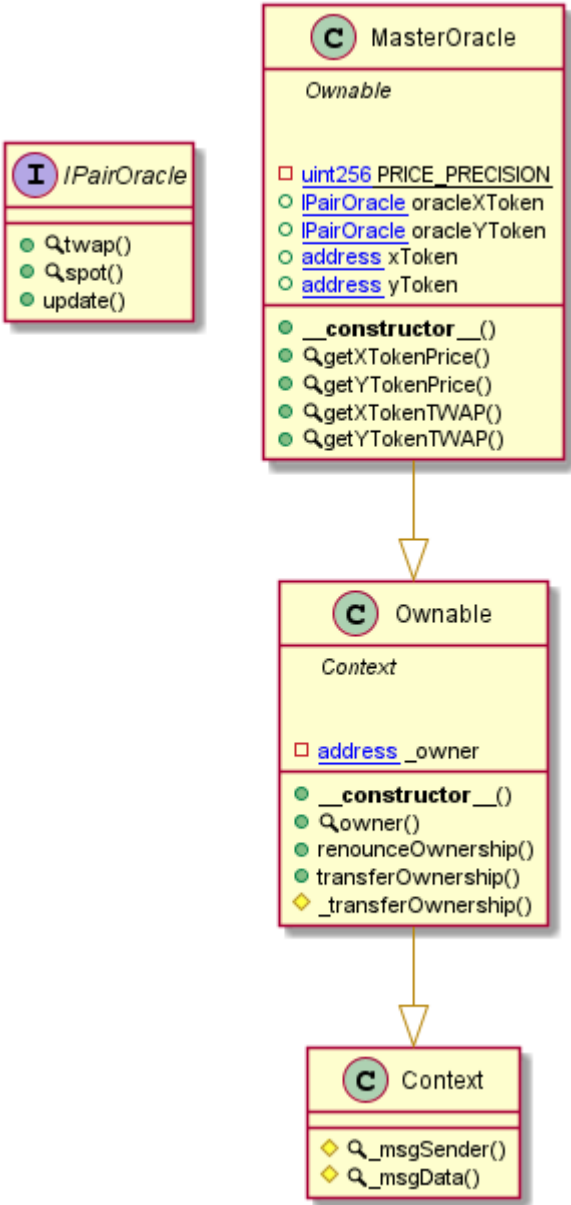 I IPairOracle
twap()
spot()
update()
C MasterOracle
Ownable
uint256 PRICE_PRECISION
IPairOracle oracleXToken
IPairOracle oracleYToken
address xToken
address yToken
__constructor__()
getXTokenPrice()
getYTokenPrice()
getXTokenTWAP()
getYTokenTWAP()
C Ownable
Context
address _owner
__constructor__()
owner()
renounceOwnership()
transferOwnership()
_transferOwnership()
C Context
_msgSender()
_msgData()